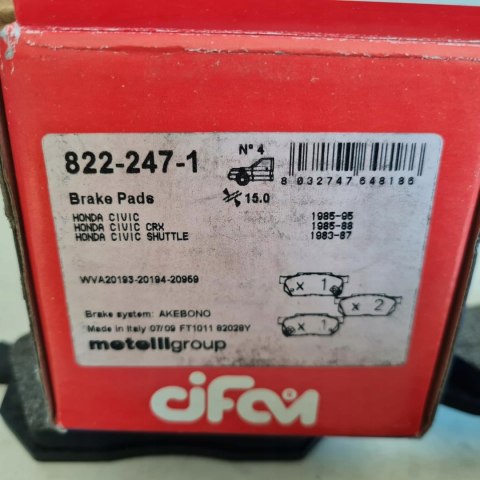 822-247-1
N° 4
15.0
8 032747 648186
Brake Pads
HONDA CIVIC 1985-95
HONDA CIVIC CRX 1985-88
HONDA CIVIC SHUTTLE 1983-87
WVA20193-20194-20959
x 1
x 2
x 1
Brake system: AKEBONO
Made in Italy 07/09 FT1011 82028Y
metelligroup
CIFAM